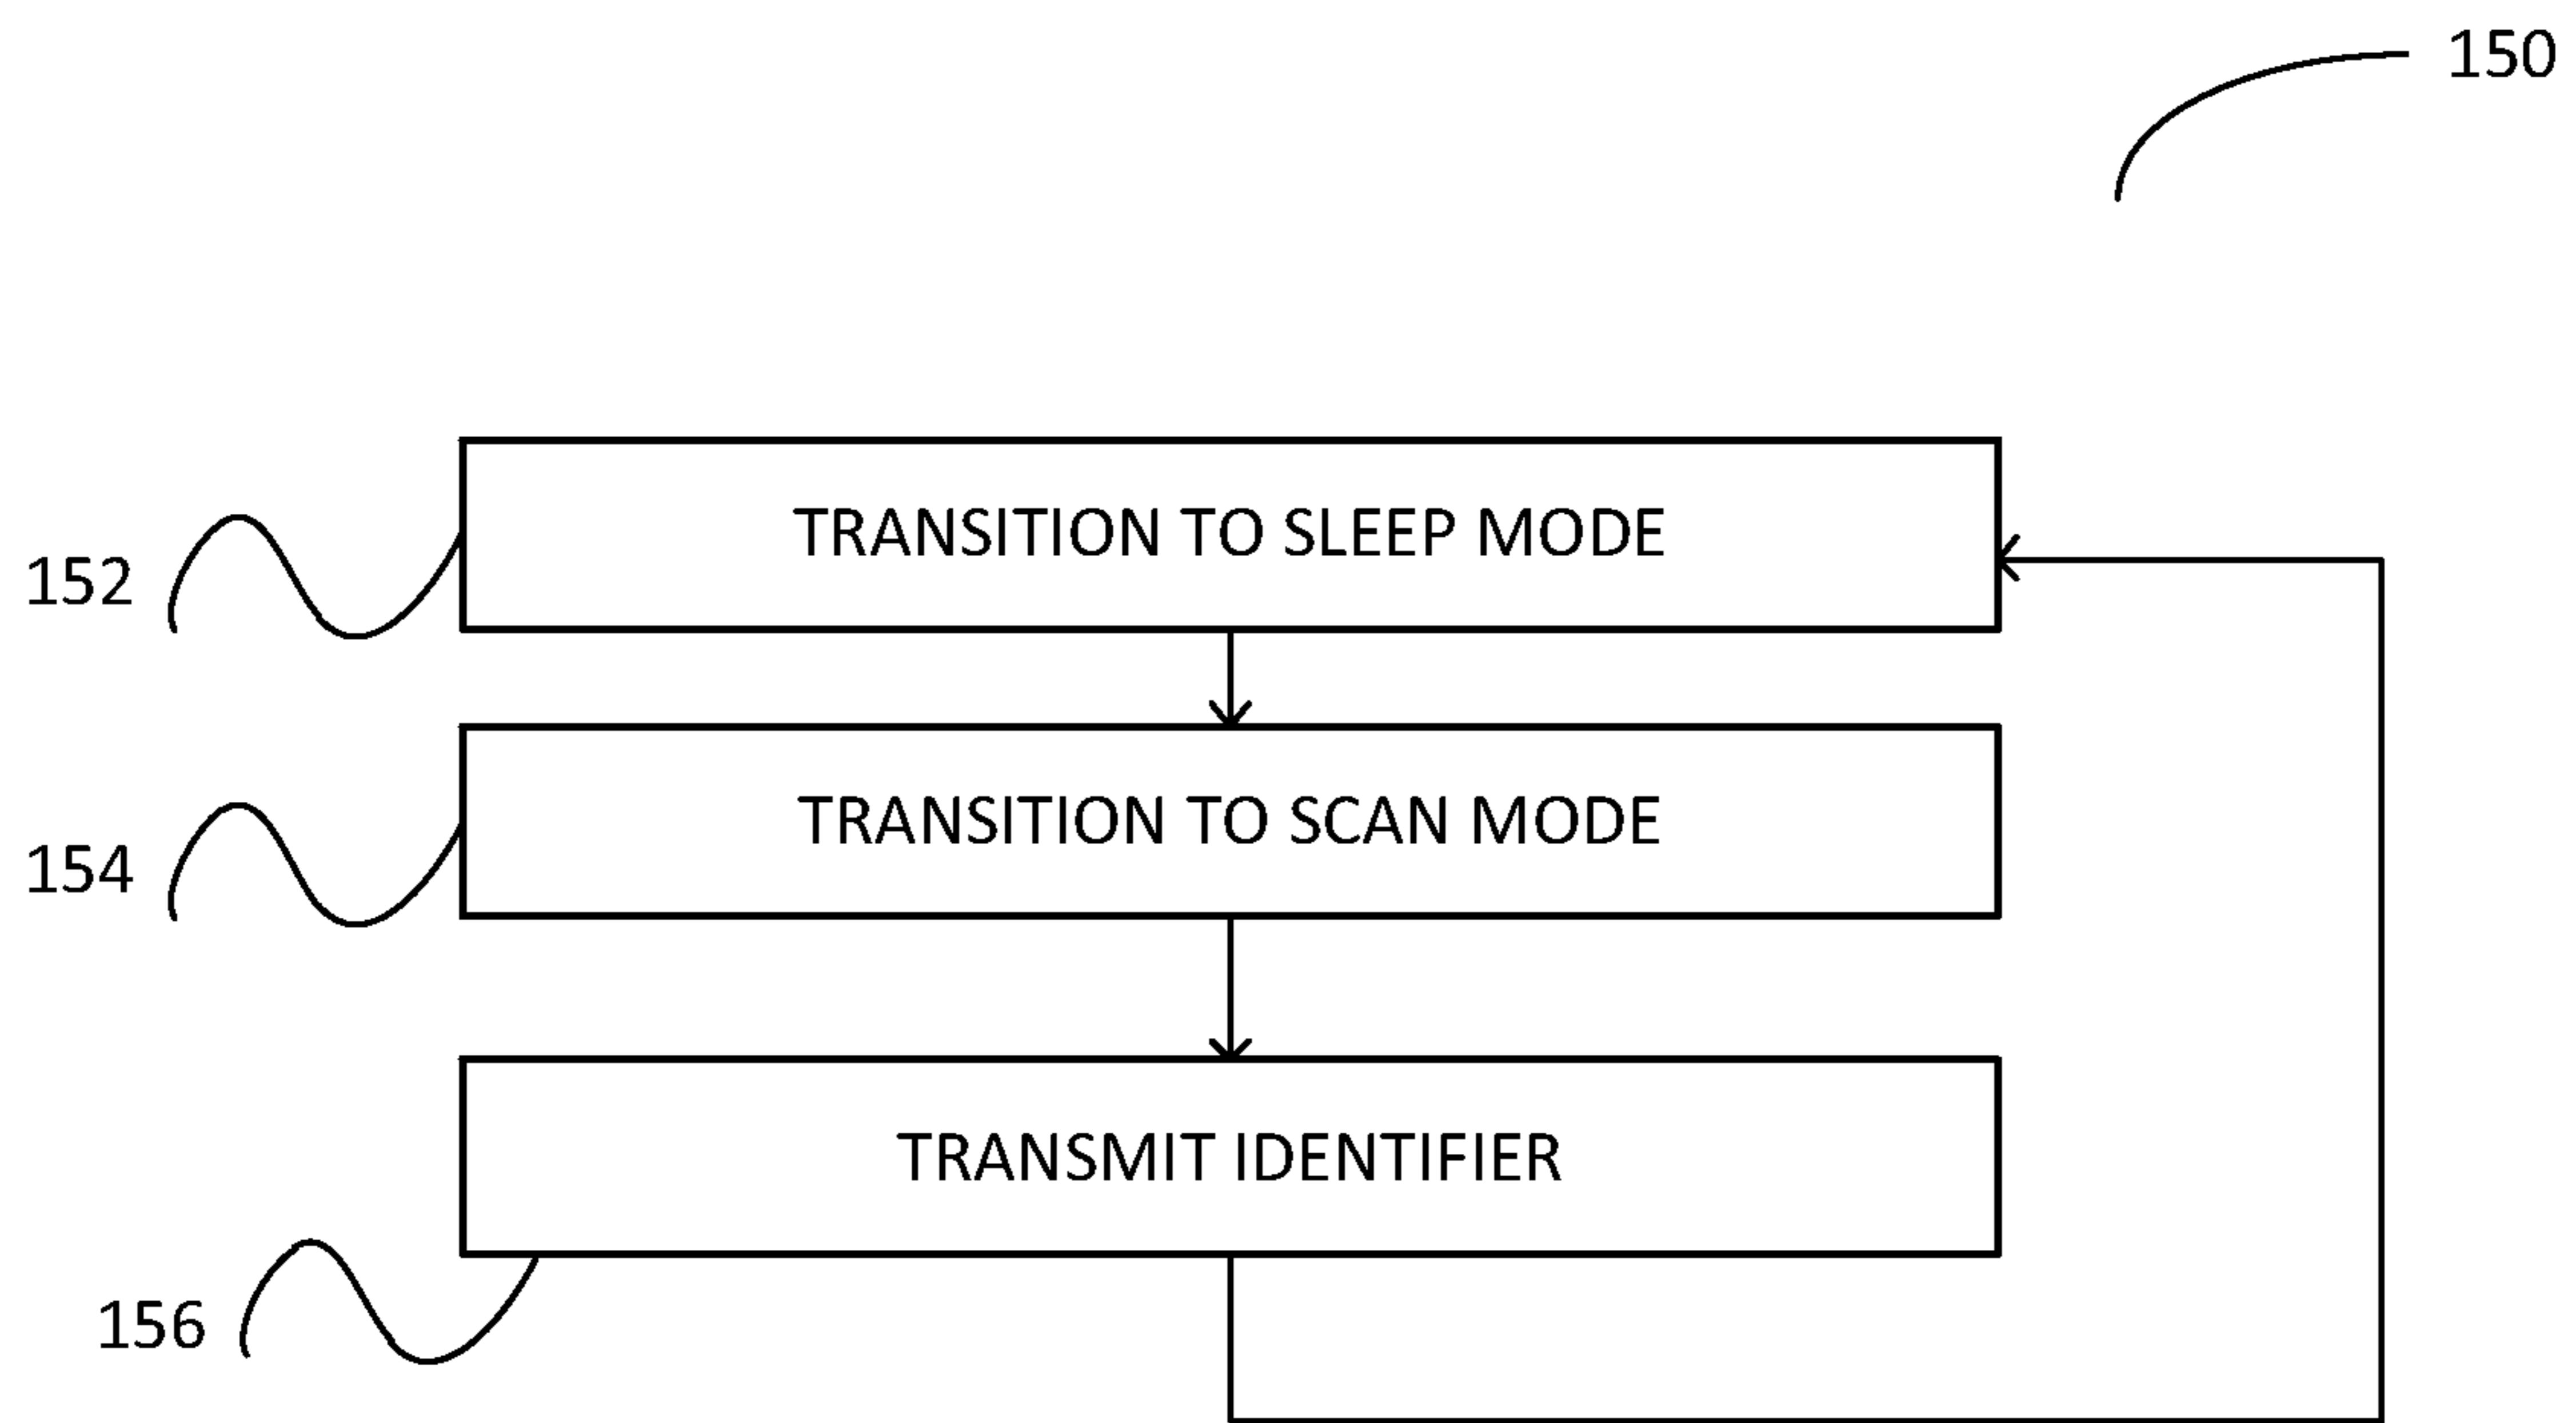 150
TRANSITION TO SLEEP MODE
152
TRANSITION TO SCAN MODE
154
TRANSMIT IDENTIFIER
156